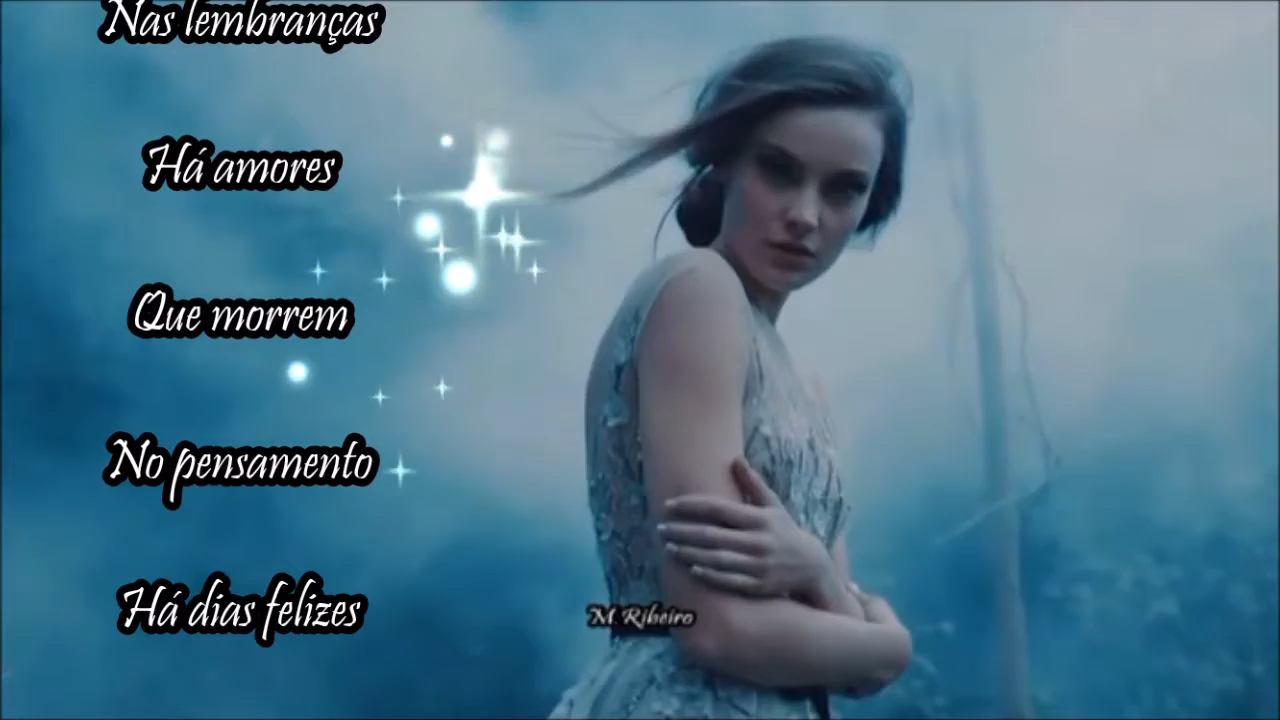 Nas lembranças
Há amores
Que morrem
No pensamento
Há dias felizes
M. Ribeiro